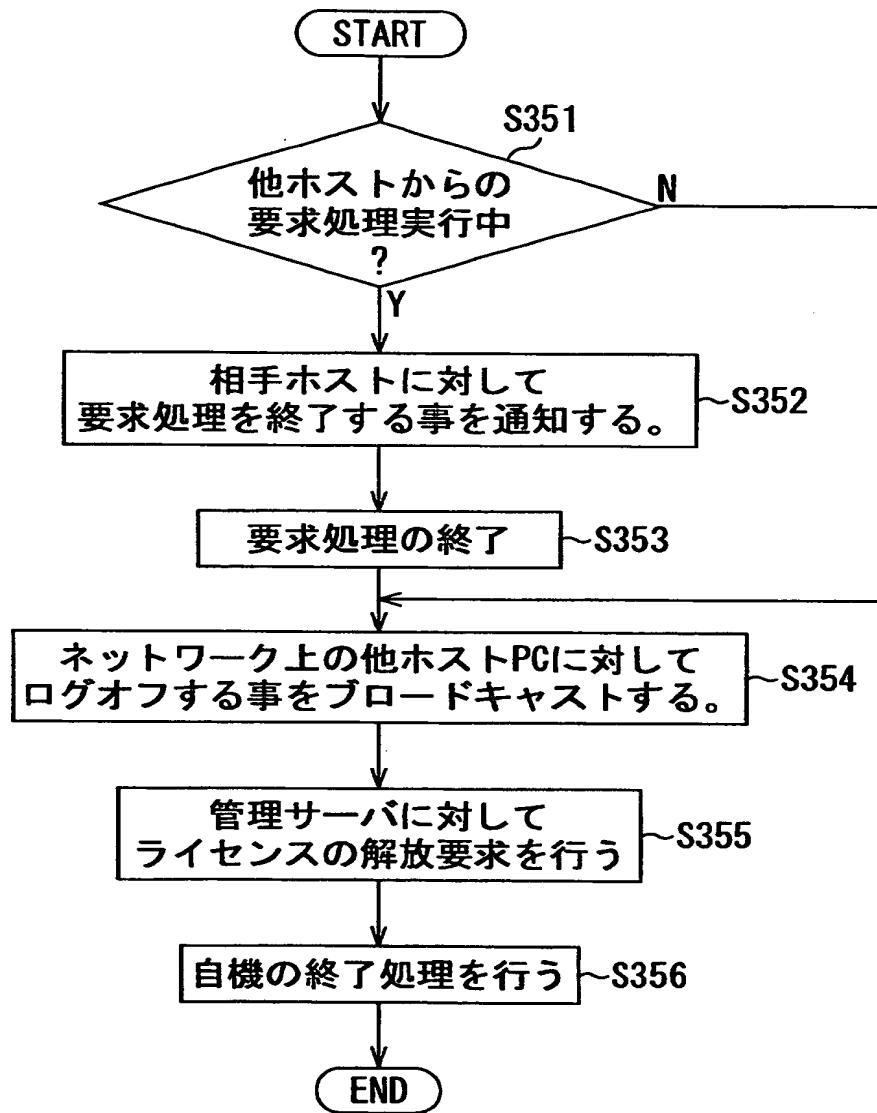 START
S351
他ホストからの
要求処理実行中
?
N
Y
相手ホストに対して
要求処理を終了する事を通知する。
S352
要求処理の終了
S353
ネットワーク上の他ホストPCに対して
ログオフする事をブロードキャストする。
S354
管理サーバに対して
ライセンスの解放要求を行う
S355
自機の終了処理を行う
S356
END